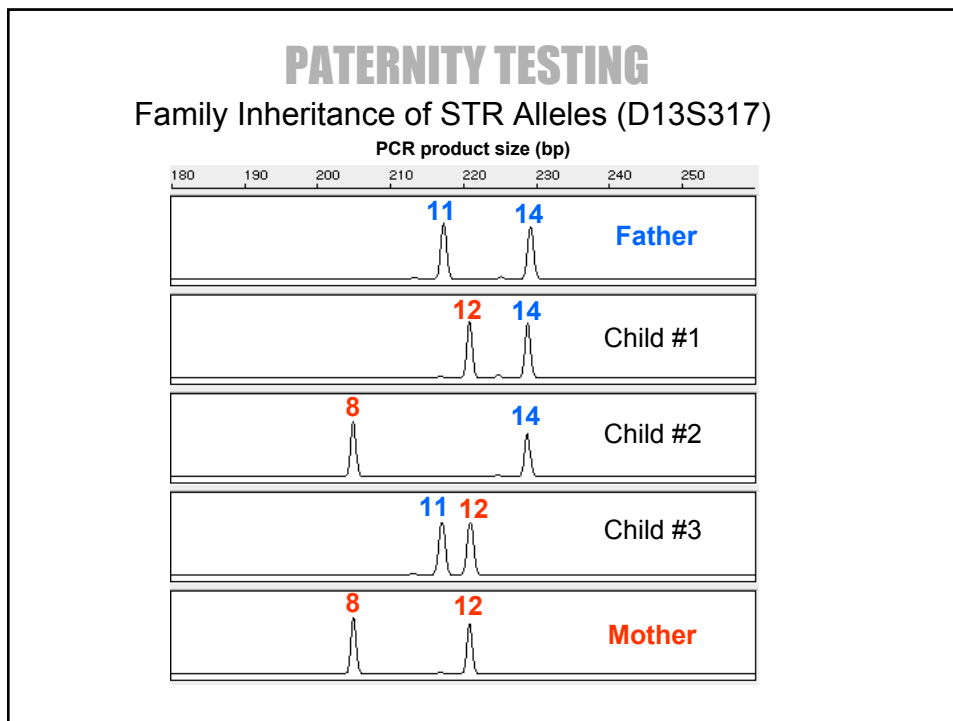 PATERNITY TESTING
Family Inheritance of STR Alleles (D13S317)
PCR product size (bp)
180 190 200 210 220 230 240 250
11 14 Father
12 14 Child #1
8 14 Child #2
11 12 Child #3
8 12 Mother